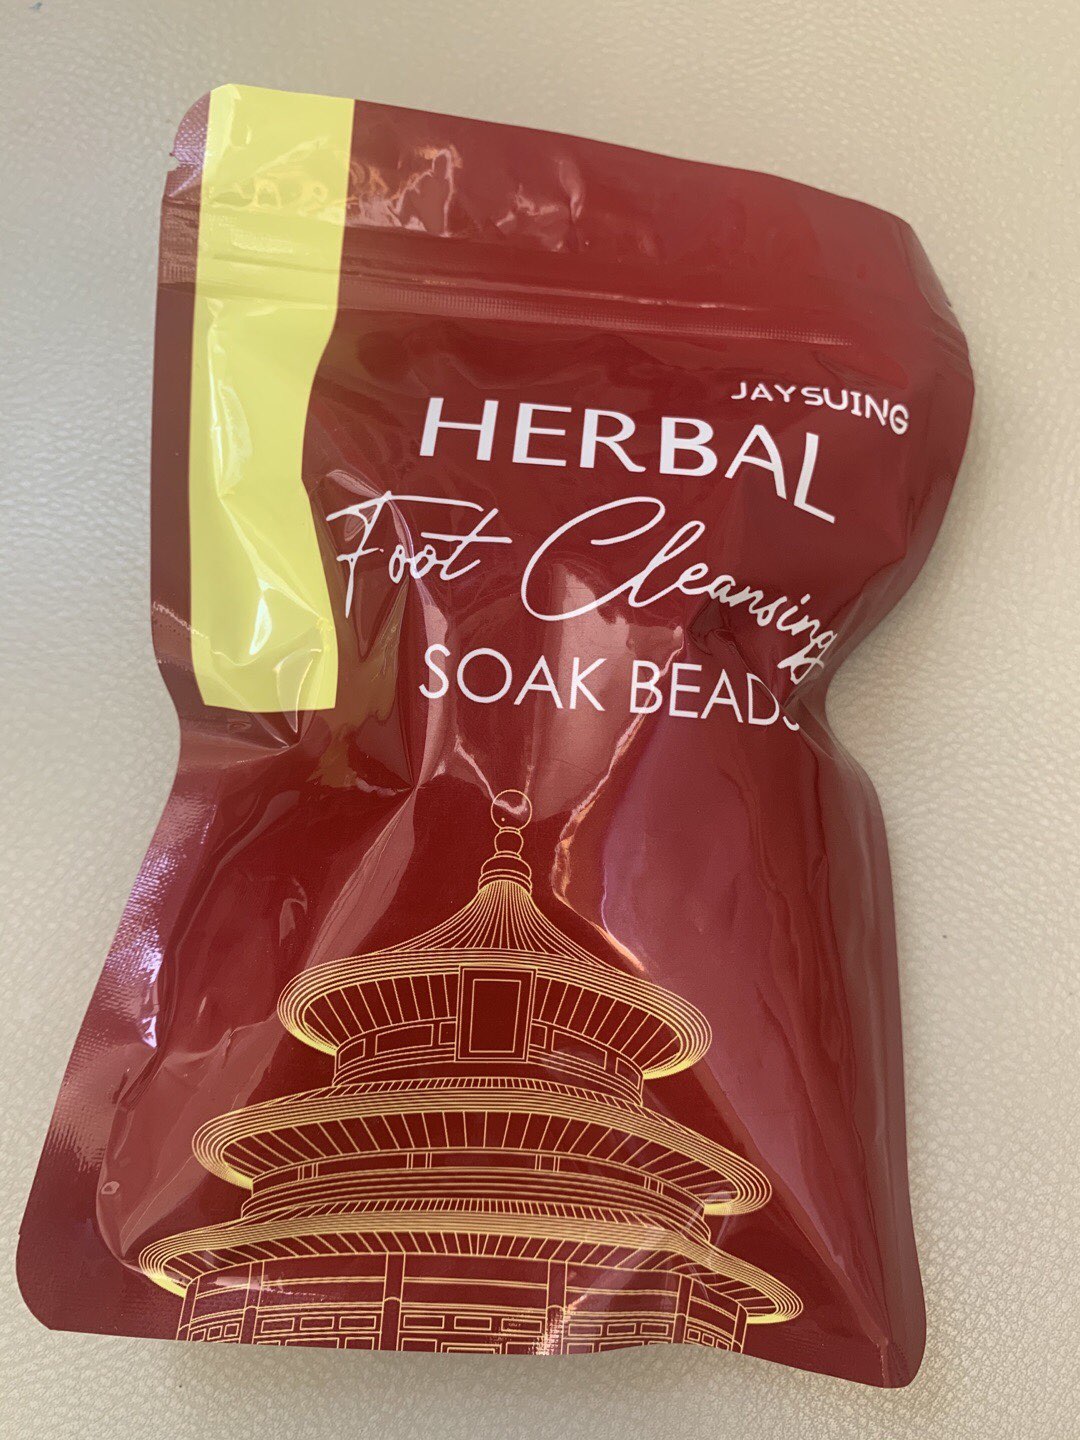 JAYSUING
HERBAL
Foot Cleansing
SOAK BEADS